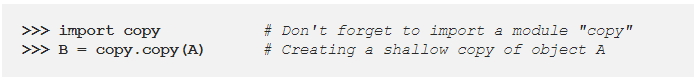 >>> import copy # Don't forget to import a module "copy"
>>> B = copy.copy(A) # Creating a shallow copy of object A